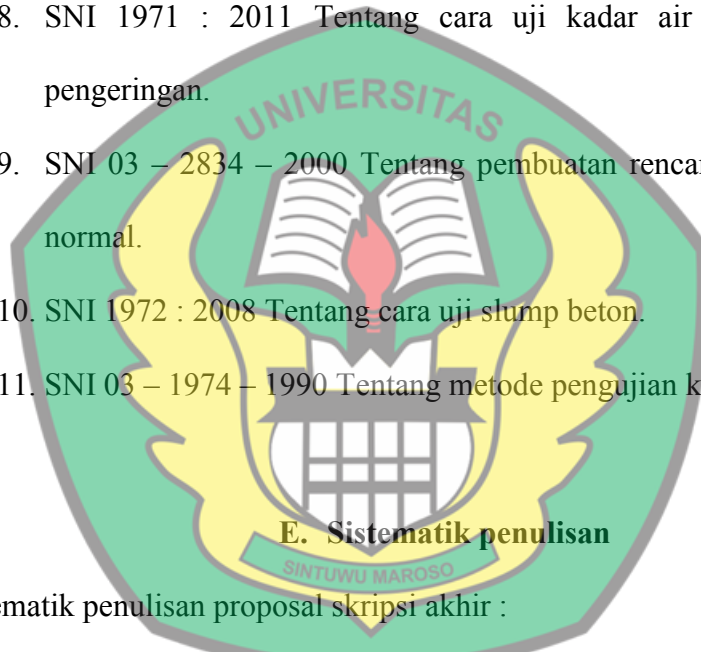 8. SNI 1971 : 2011 Tentang cara uji kadar air
pengeringan.
UNIVERSITAS
9. SNI 03 – 2834 – 2000 Tentang pembuatan
normal.
10. SNI 1972 : 2008 Tentang cara uji slump beton.
11. SNI 03 – 1974 – 1990 Tentang metode pengujian
E. Sistematik penulisan
SINTUWU MAROSO
penulisan proposal skripsi akhir :